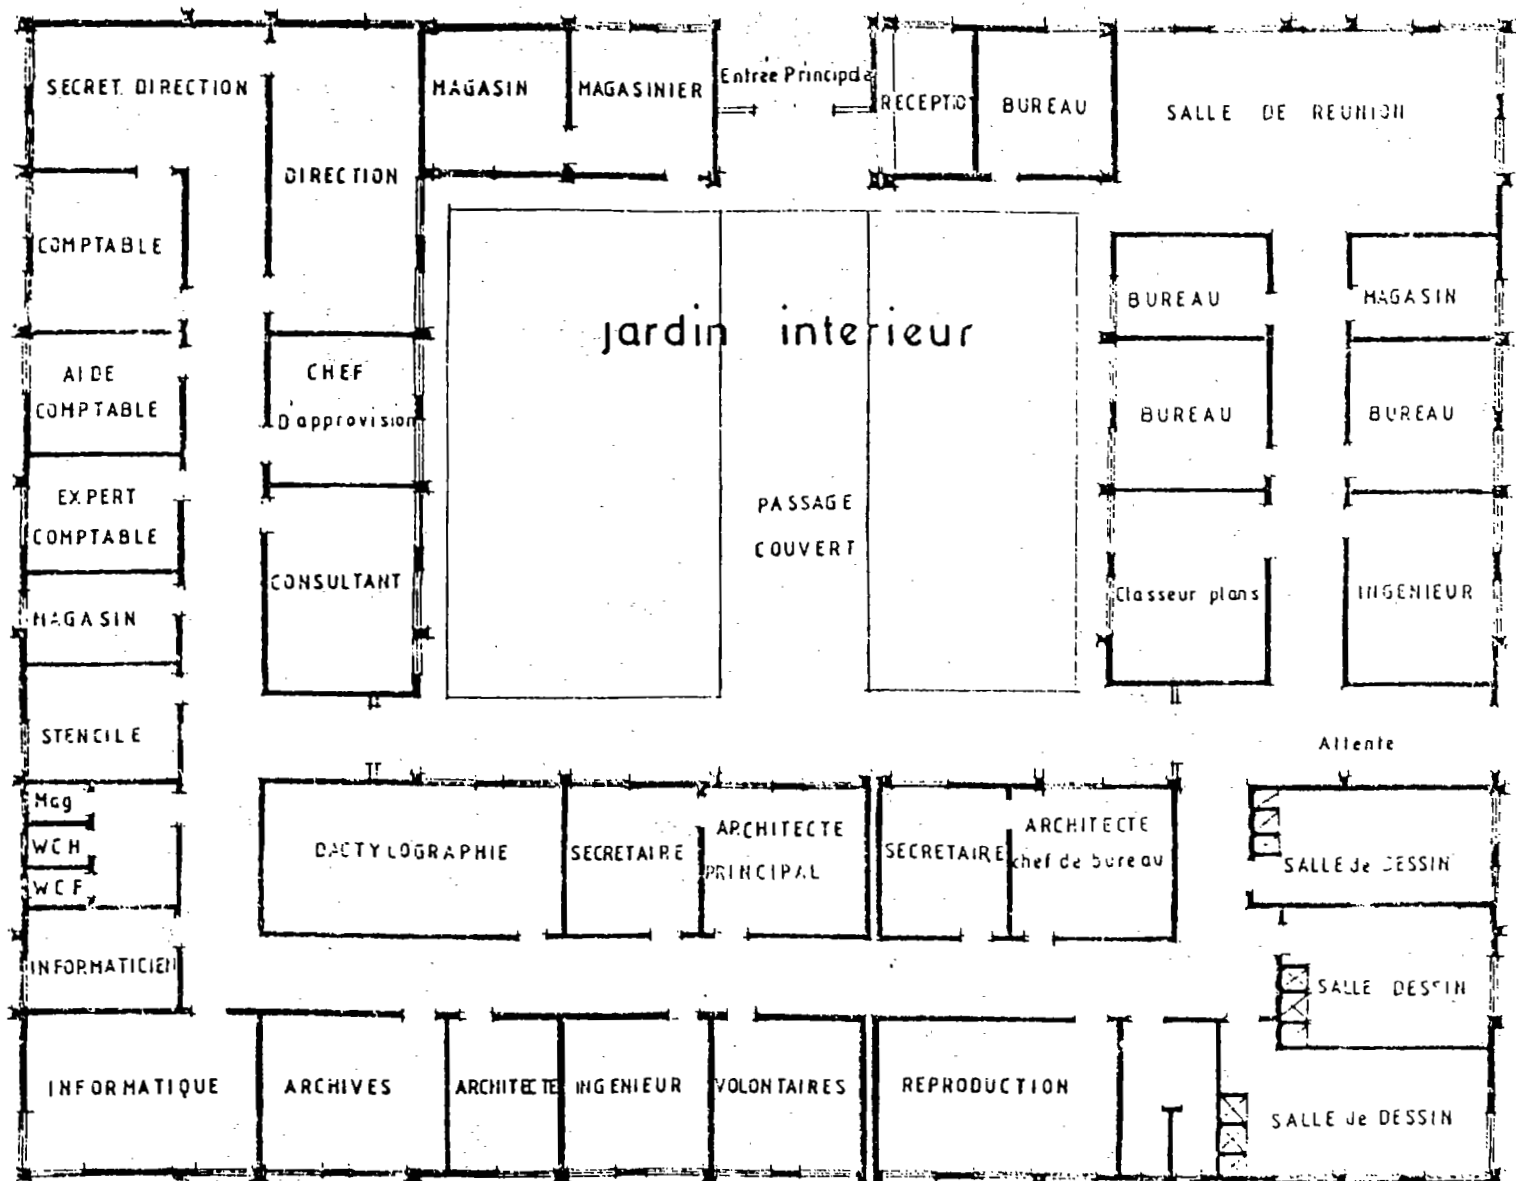 SECRET. DIRECTION
MAGASIN
MAGASINIER
Entrée Principale
RECEPTIO
BUREAU
SALLE DE REUNION
DIRECTION
COMPTABLE
BUREAU
MAGASIN
jardin interieur
AIDE
COMPTABLE
CHEF
D'approvision
BUREAU
BUREAU
EXPERT
COMPTABLE
PASSAGE
COUVERT
CONSULTANT
Classeur plans
INGENIEUR
MAGASIN
STENCILE
Attente
Mag
WCH
WCF
DACTYLOGRAPHIE
SECRETAIRE
ARCHITECTE
PRINCIPAL
SECRETAIRE
ARCHITECTE
chef de bureau
SALLE de DESSIN
INFORMATICIEN
SALLE DESSIN
INFORMATIQUE
ARCHIVES
ARCHITECTE
INGENIEUR
VOLONTAIRES
REPRODUCTION
SALLE de DESSIN